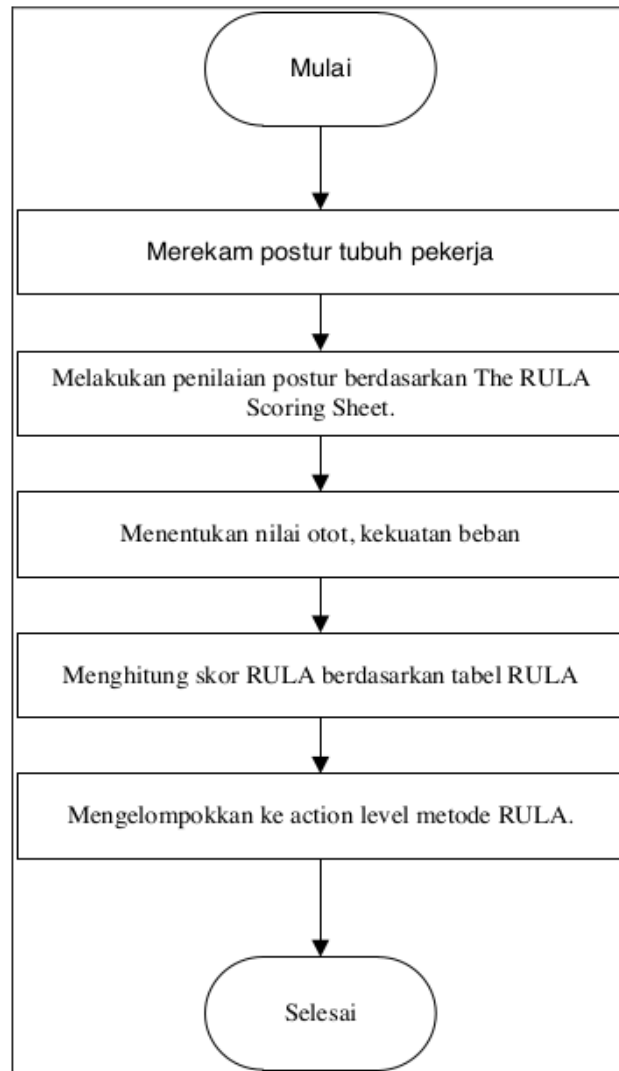 Mulai
Merekam postur tubuh pekerja
Melakukan penilaian postur berdasarkan The RULA
Scoring Sheet.
Menentukan nilai otot, kekuatan beban
Menghitung skor RULA berdasarkan tabel RULA
Mengelompokkan ke action level metode RULA.
Selesai